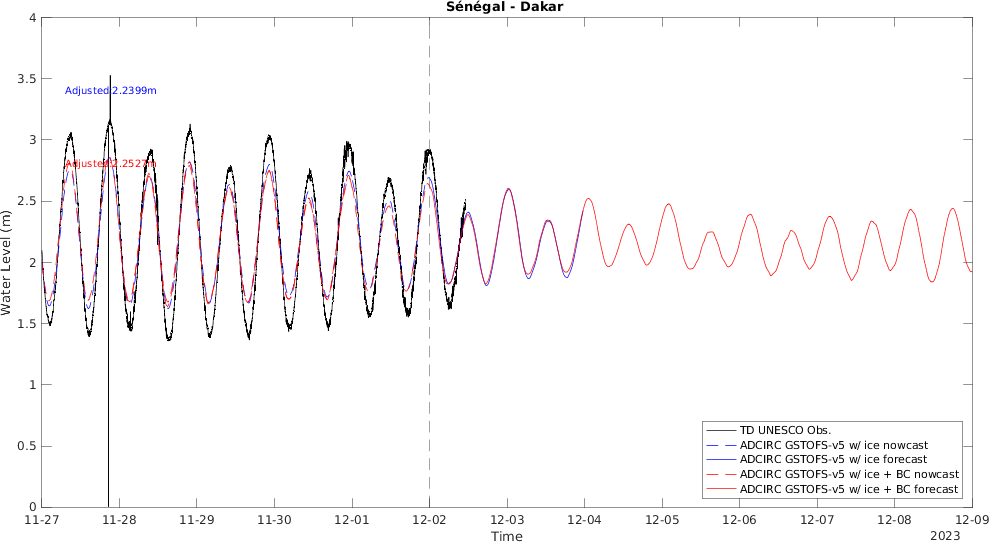 Sénégal - Dakar
4
3.5
3
2.5
2
1.5
1
0.5
0
Water Level (m)
Adjusted 2.2399m
Adjusted 2.2527m
TD UNESCO Obs.
ADCIRC GSTOFS-v5 w/ ice nowcast
ADCIRC GSTOFS-v5 w/ ice forecast
ADCIRC GSTOFS-v5 w/ ice + BC nowcast
ADCIRC GSTOFS-v5 w/ ice + BC forecast
11-27 11-28 11-29 11-30 12-01 12-02 12-03 12-04 12-05 12-06 12-07 12-08 12-09
Time
2023